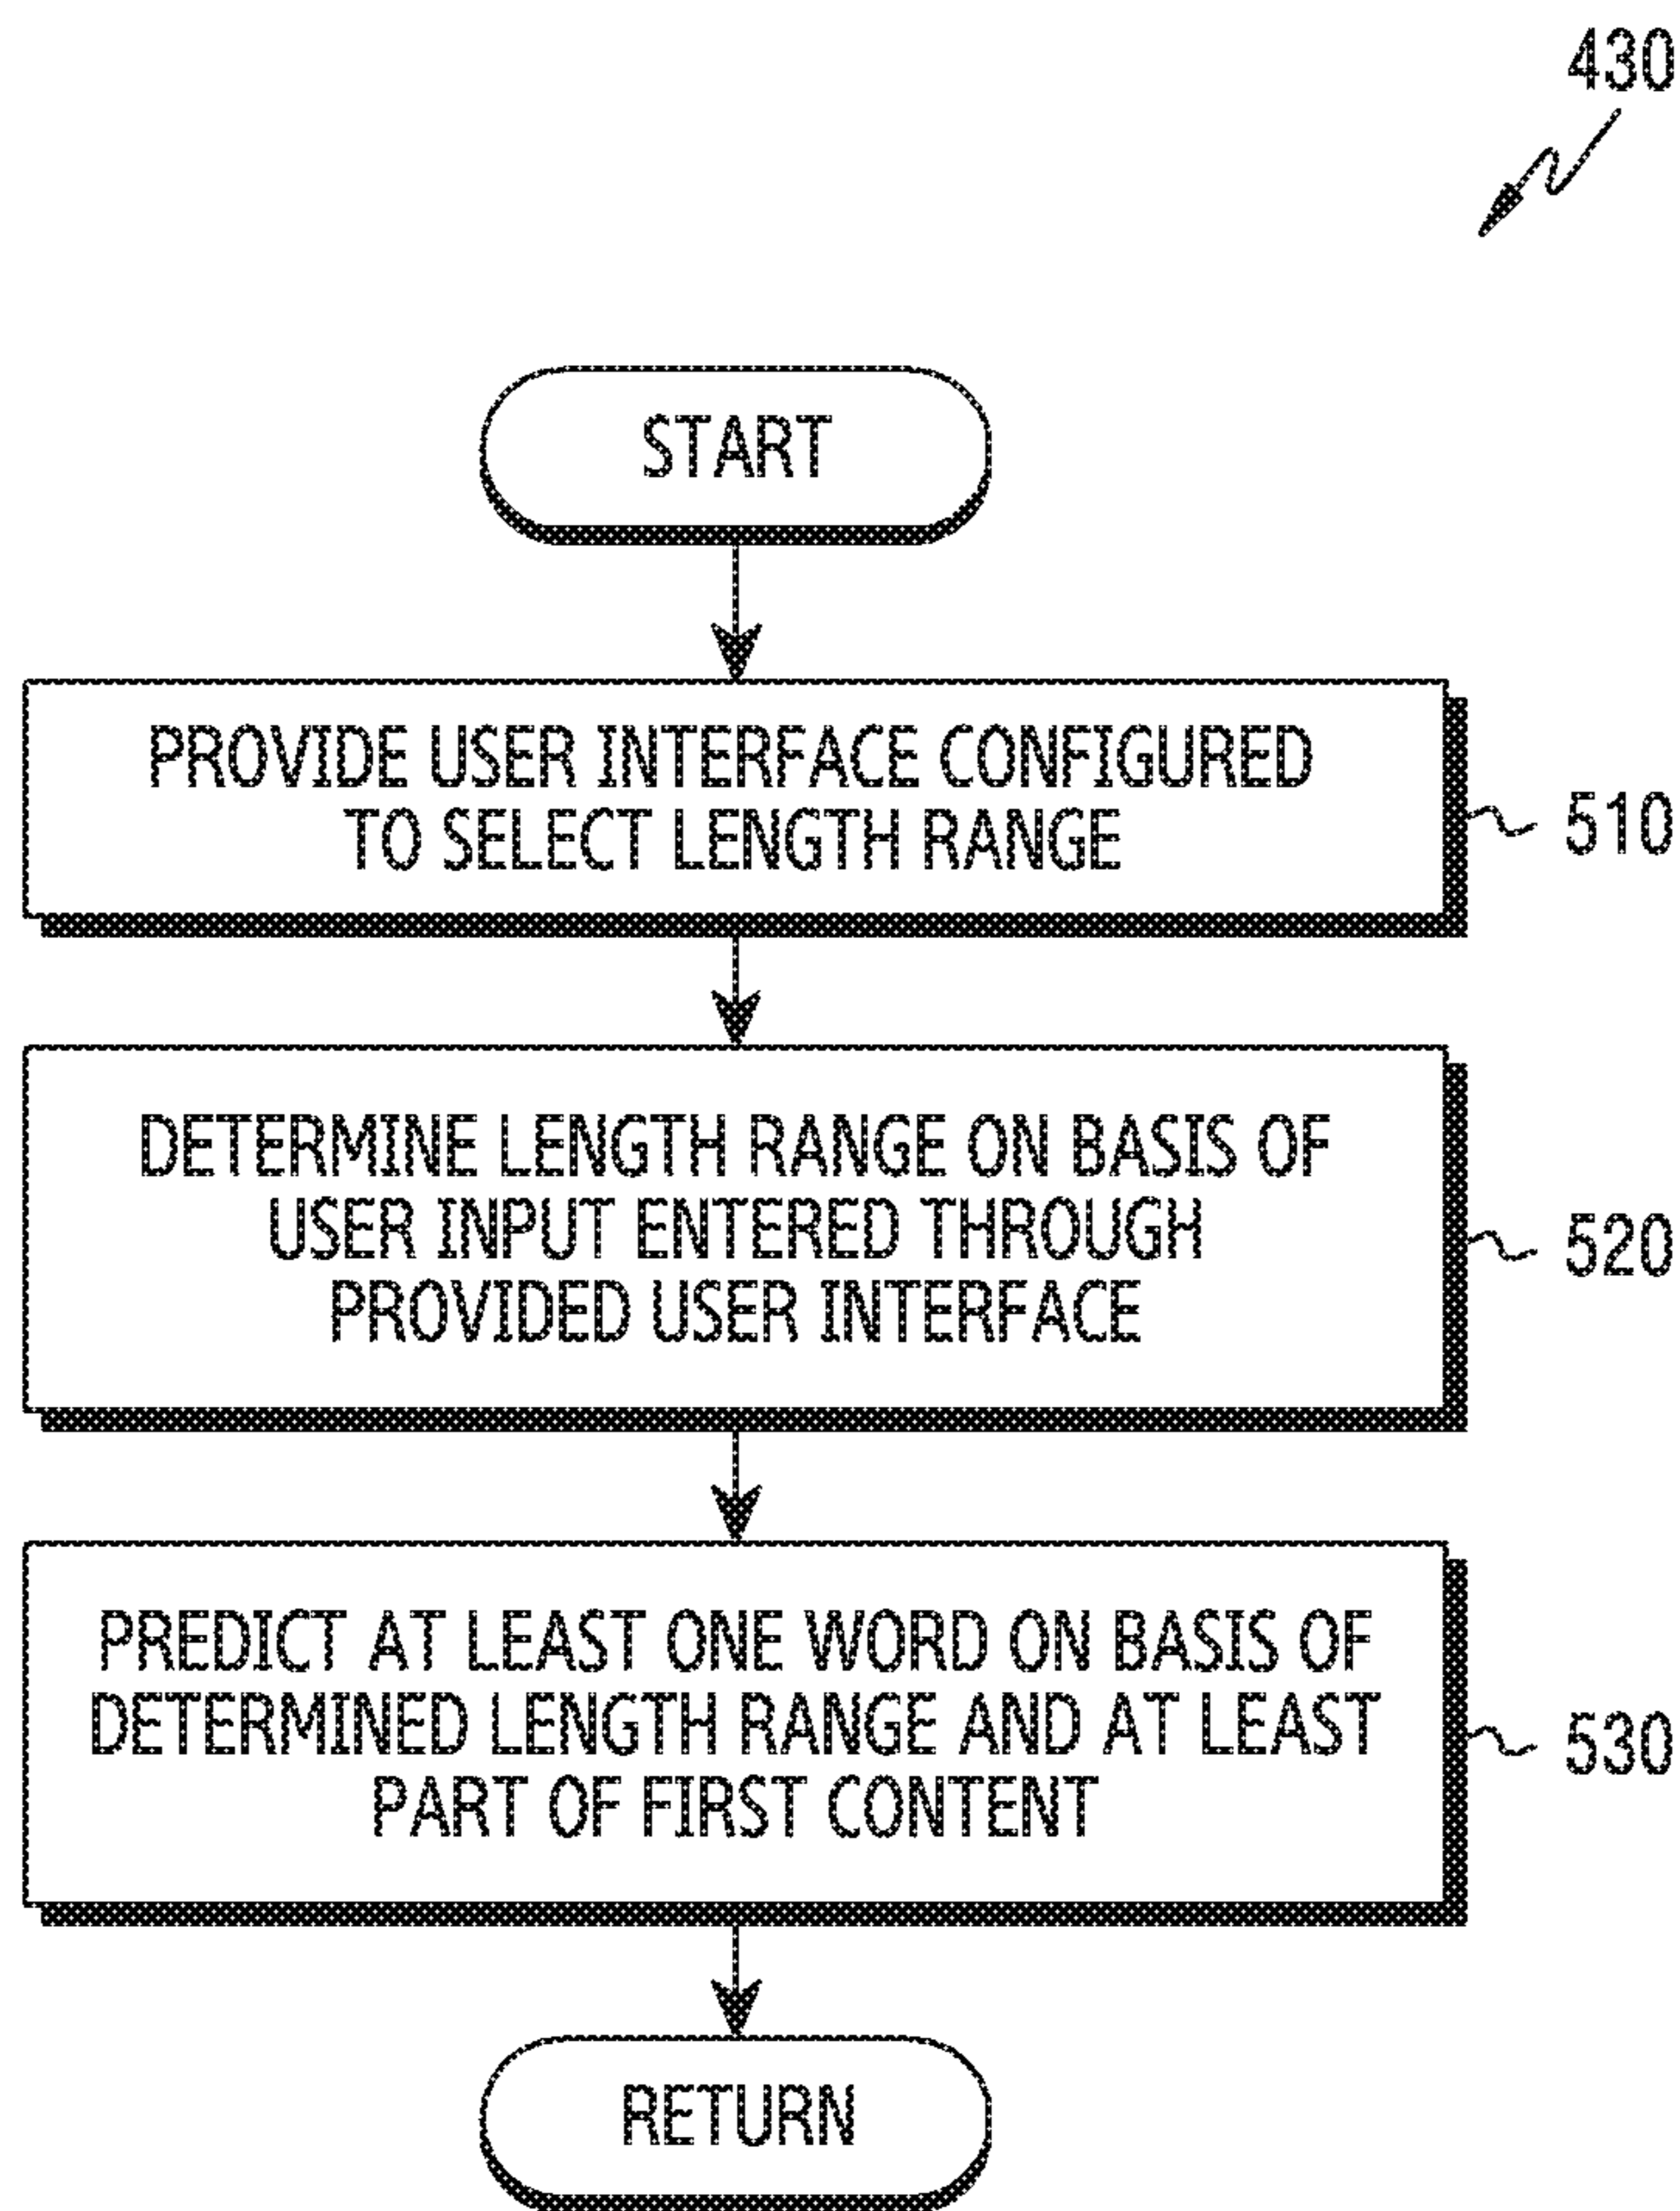 430
START
PROVIDE USER INTERFACE CONFIGURED
TO SELECT LENGTH RANGE
510
DETERMINE LENGTH RANGE ON BASIS OF
USER INPUT ENTERED THROUGH
PROVIDED USER INTERFACE
520
PREDICT AT LEAST ONE WORD ON BASIS OF
DETERMINED LENGTH RANGE AND AT LEAST
PART OF FIRST CONTENT
530
RETURN